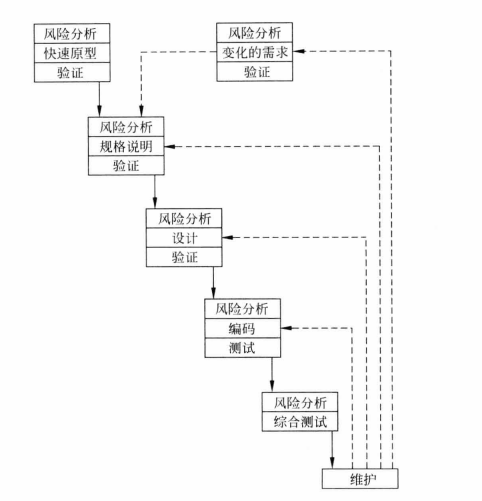 风险分析
快速原型
验证
风险分析
变化的需求
验证
风险分析
规格说明
验证
风险分析
设计
验证
风险分析
编码
测试
风险分析
综合测试
维护